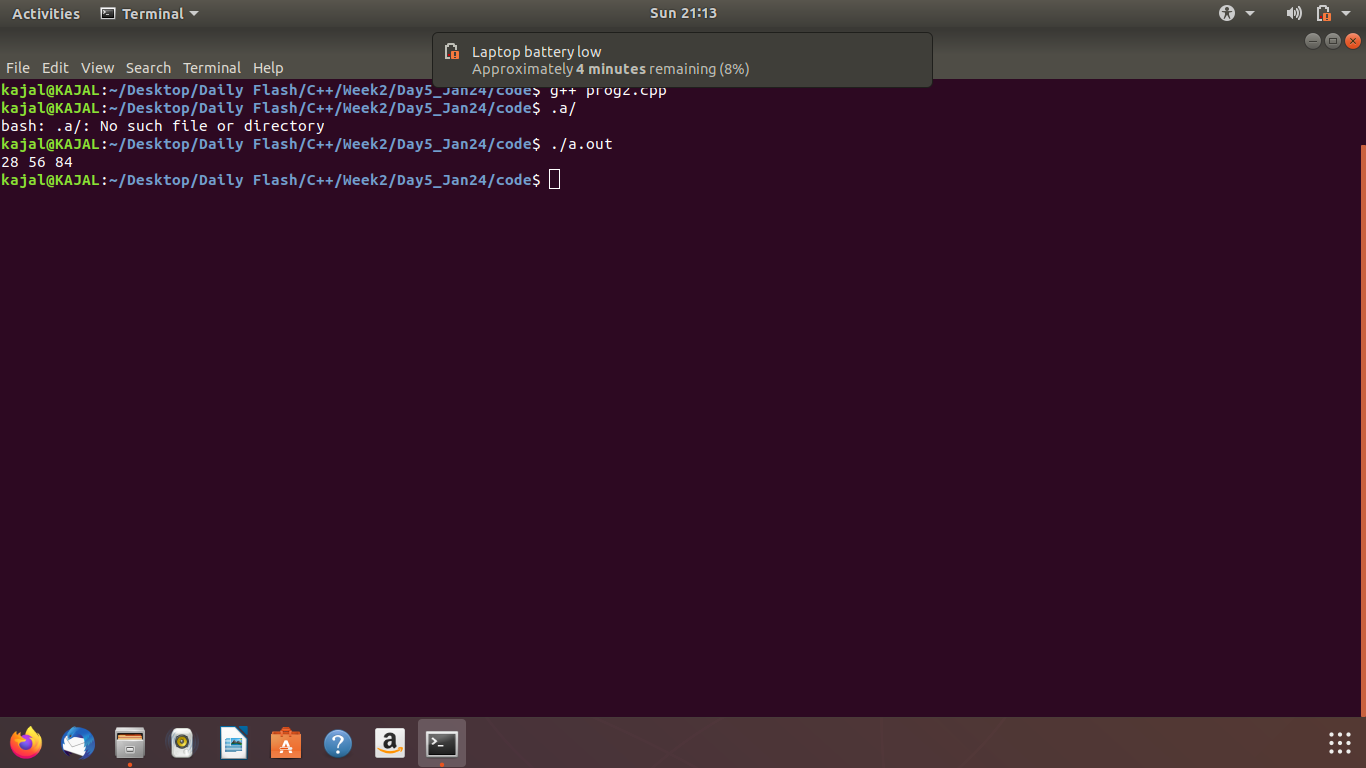 Activities Terminal Sun 21:13
Laptop battery low
Approximately 4 minutes remaining (8%)
File Edit View Search Terminal Help
kajal@KAJAL:~/Desktop/Daily Flash/C++/Week2/Day5_Jan24/code$ g++ prog2.cpp
kajal@KAJAL:~/Desktop/Daily Flash/C++/Week2/Day5_Jan24/code$ .a/
bash: .a/: No such file or directory
kajal@KAJAL:~/Desktop/Daily Flash/C++/Week2/Day5_Jan24/code$ ./a.out
28 56 84
kajal@KAJAL:~/Desktop/Daily Flash/C++/Week2/Day5_Jan24/code$